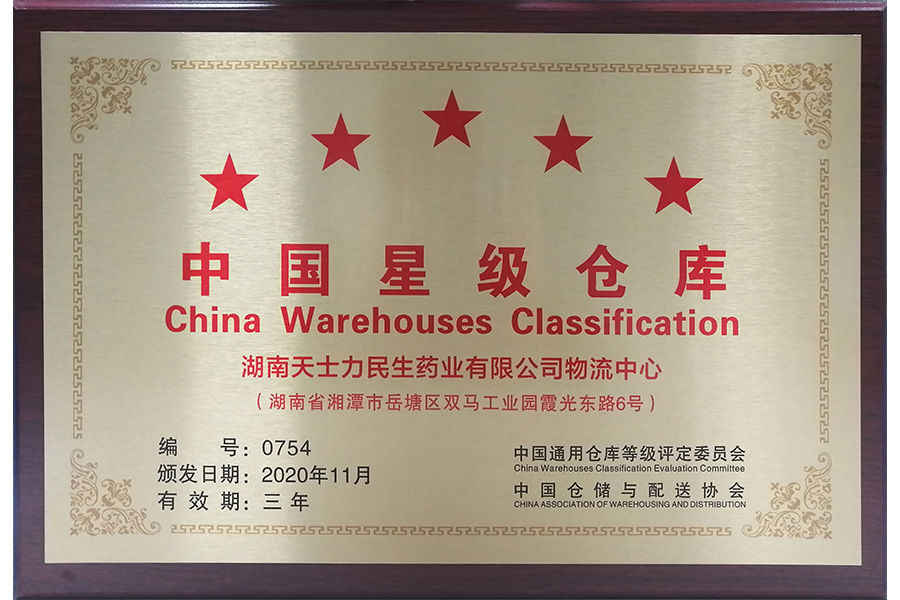 中国星级仓库
China Warehouses Classification
湖南天士力民生药业有限公司物流中心
（湖南省湘潭市岳塘区双马工业园霞光东路6号）
编 号：0754
颁发日期：2020年11月
有效期：三年
中国通用仓库等级评定委员会
China Warehouses Classification Evaluation Committee
中国仓储与配送协会
CHINA ASSOCIATION OF WAREHOUSING AND DISTRIBUTION